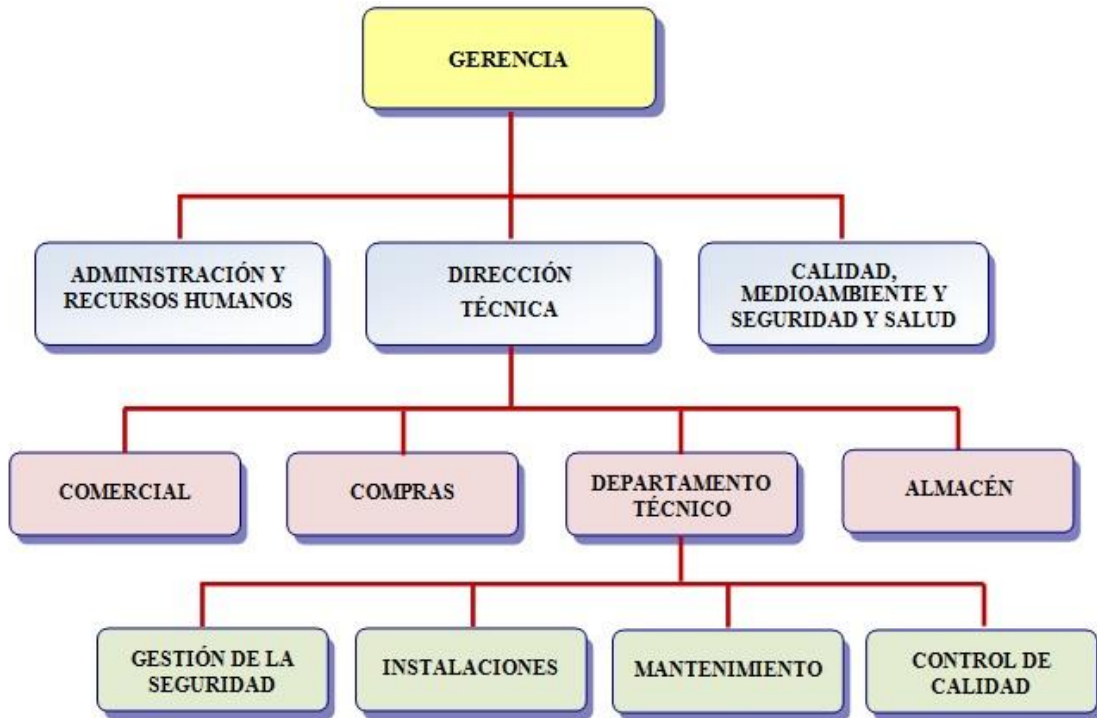 GERENCIA
ADMINISTRACIÓN Y
RECURSOS HUMANOS
DIRECCIÓN
TÉCNICA
CALIDAD,
MEDIOAMBIENTE Y
SEGURIDAD Y SALUD
COMERCIAL
COMPRAS
DEPARTAMENTO
TÉCNICO
ALMACÉN
GESTIÓN DE LA
SEGURIDAD
INSTALACIONES
MANTENIMIENTO
CONTROL DE
CALIDAD